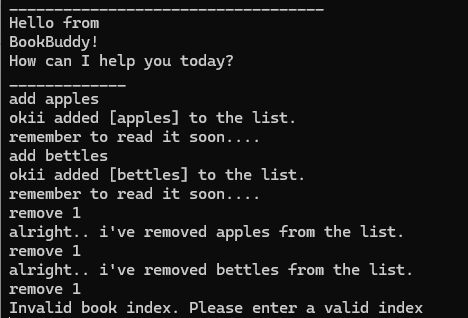 ___________________________________
Hello from
BookBuddy!
How can I help you today?
_____________
add apples
okii added [apples] to the list.
remember to read it soon....
add bettles
okii added [bettles] to the list.
remember to read it soon....
remove 1
alright.. i've removed apples from the list.
remove 1
alright.. i've removed bettles from the list.
remove 1
Invalid book index. Please enter a valid index